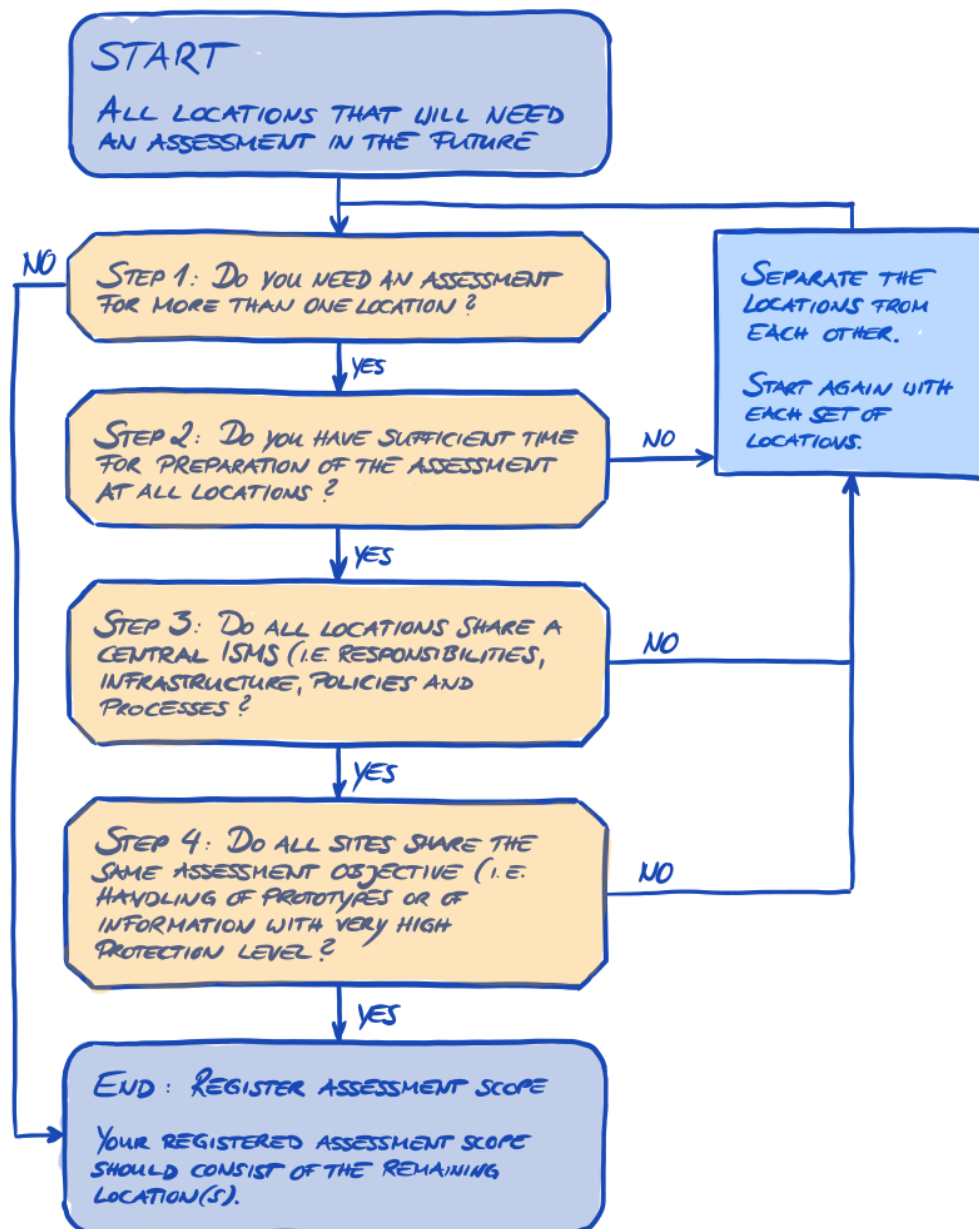 START
ALL LOCATIONS THAT WILL NEED
AN ASSESSMENT IN THE FUTURE
NO
STEP 1: DO YOU NEED AN ASSESSMENT
FOR MORE THAN ONE LOCATION?
YES
SEPARATE THE
LOCATIONS FROM
EACH OTHER.
START AGAIN WITH
EACH SET OF
LOCATIONS.
STEP 2: DO YOU HAVE SUFFICIENT TIME
FOR PREPARATION OF THE ASSESSMENT
AT ALL LOCATIONS?
NO
YES
STEP 3: DO ALL LOCATIONS SHARE A
CENTRAL ISMS (I.E. RESPONSIBILITIES,
INFRASTRUCTURE, POLICIES AND
PROCESSES?
NO
YES
STEP 4: DO ALL SITES SHARE THE
SAME ASSESSMENT OBJECTIVE (I.E.
HANDLING OF PROTOTYPES OR OF
INFORMATION WITH VERY HIGH
PROTECTION LEVEL?
NO
YES
END: REGISTER ASSESSMENT SCOPE
YOUR REGISTERED ASSESSMENT SCOPE
SHOULD CONSIST OF THE REMAINING
LOCATION(S).